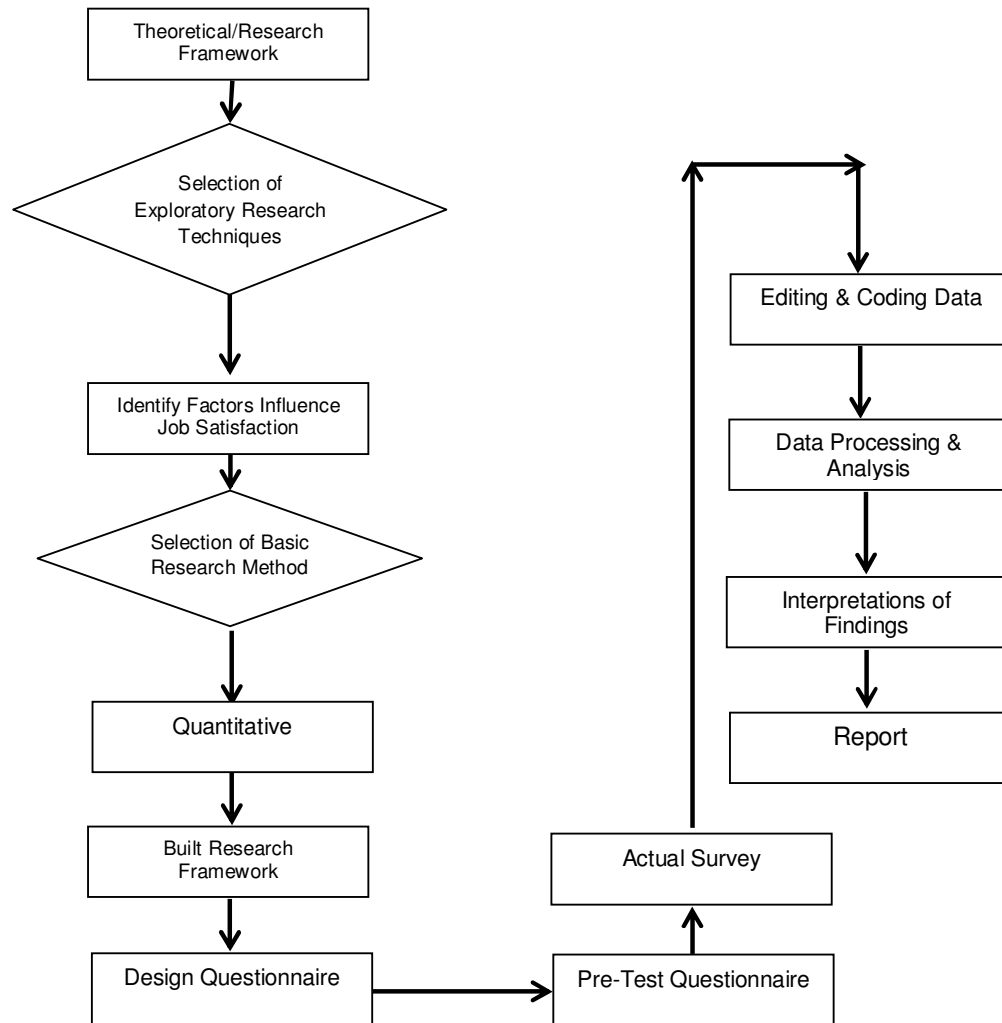 Theoretical/Research
Framework
Selection of
Exploratory Research
Techniques
Identify Factors Influence
Job Satisfaction
Selection of Basic
Research Method
Quantitative
Built Research
Framework
Design Questionnaire
Pre-Test Questionnaire
Actual Survey
Editing & Coding Data
Data Processing &
Analysis
Interpretations of
Findings
Report